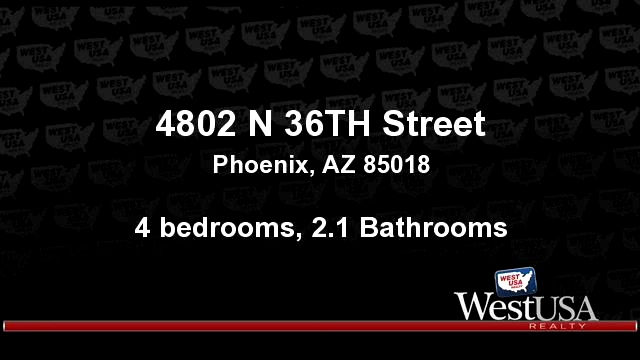 4802 N 36TH Street
Phoenix, AZ 85018
4 bedrooms, 2.1 Bathrooms
WEST
USA
WestUSA
REALTY